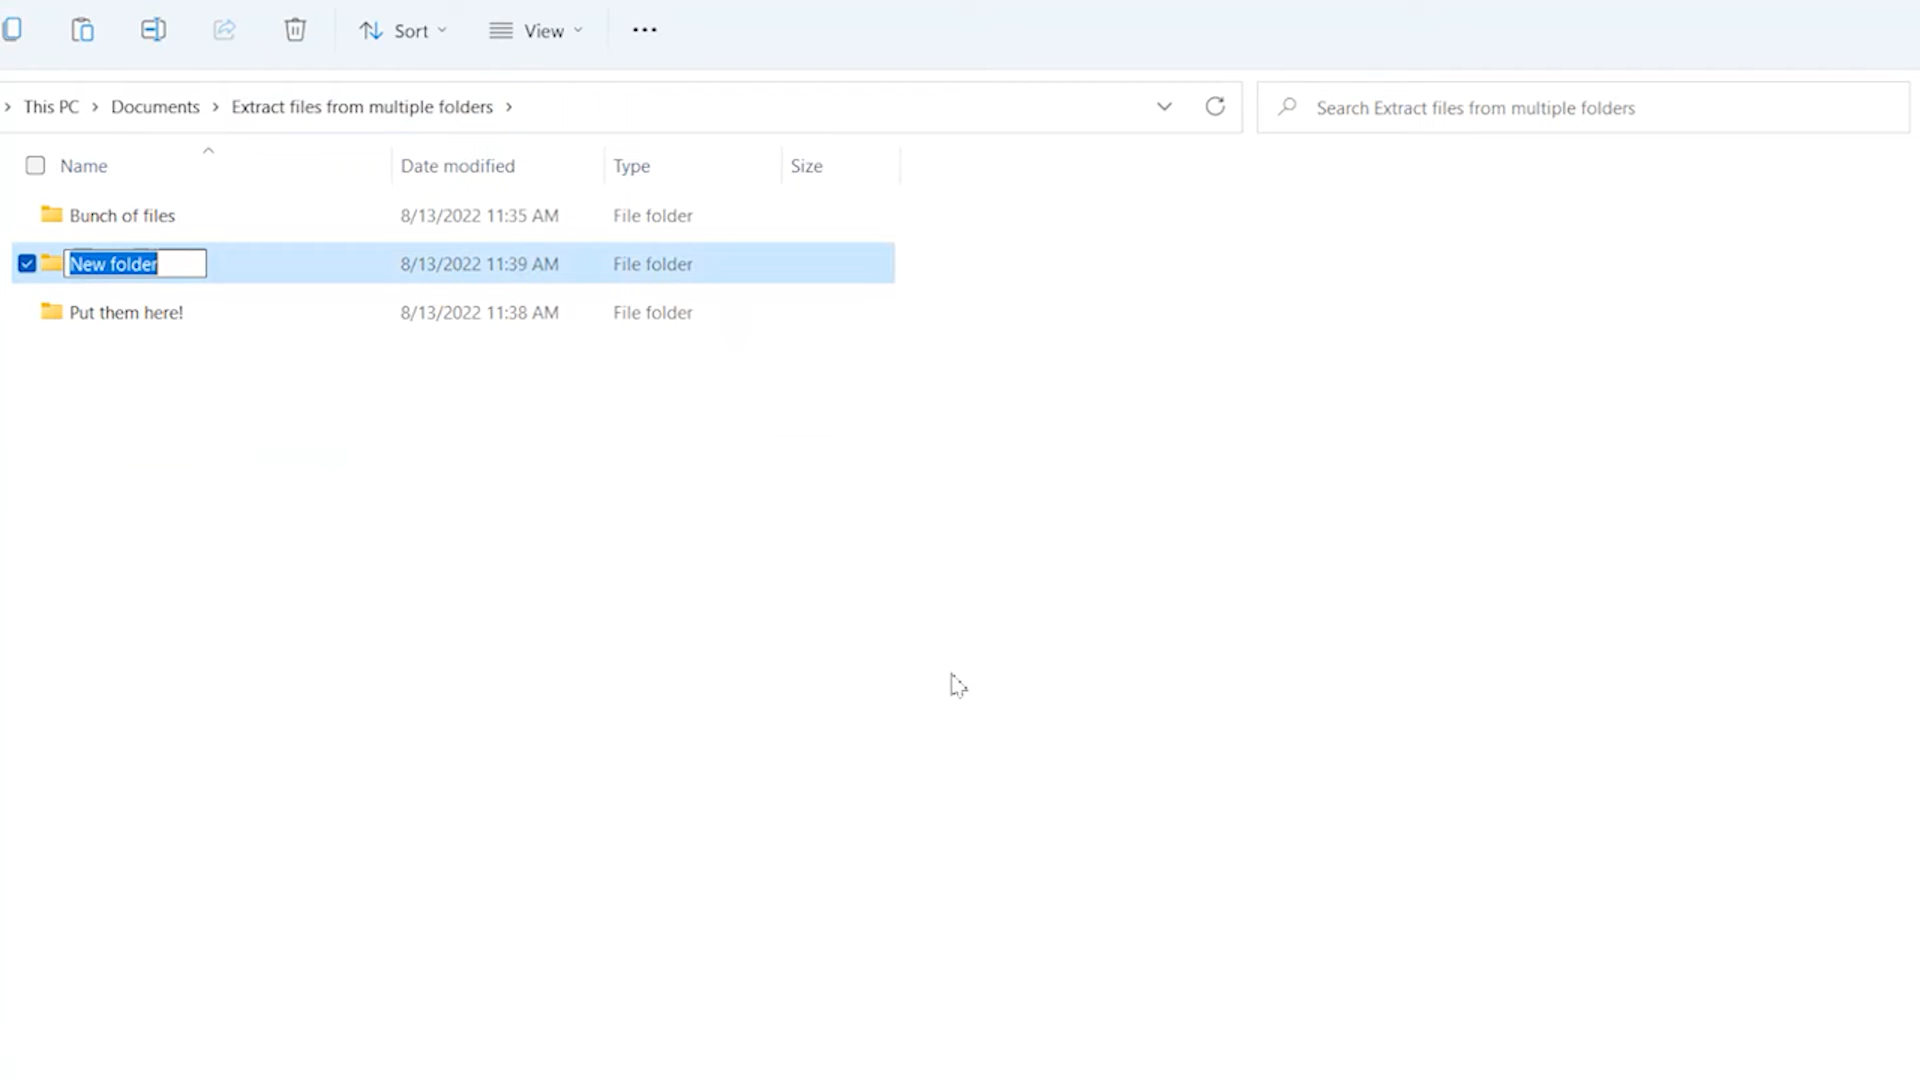 Sort View
This PC Documents Extract files from multiple folders Search Extract files from multiple folders
Name Date modified Type Size
Bunch of files 8/13/2022 11:35 AM File folder
New folder 8/13/2022 11:39 AM File folder
Put them here! 8/13/2022 11:38 AM File folder